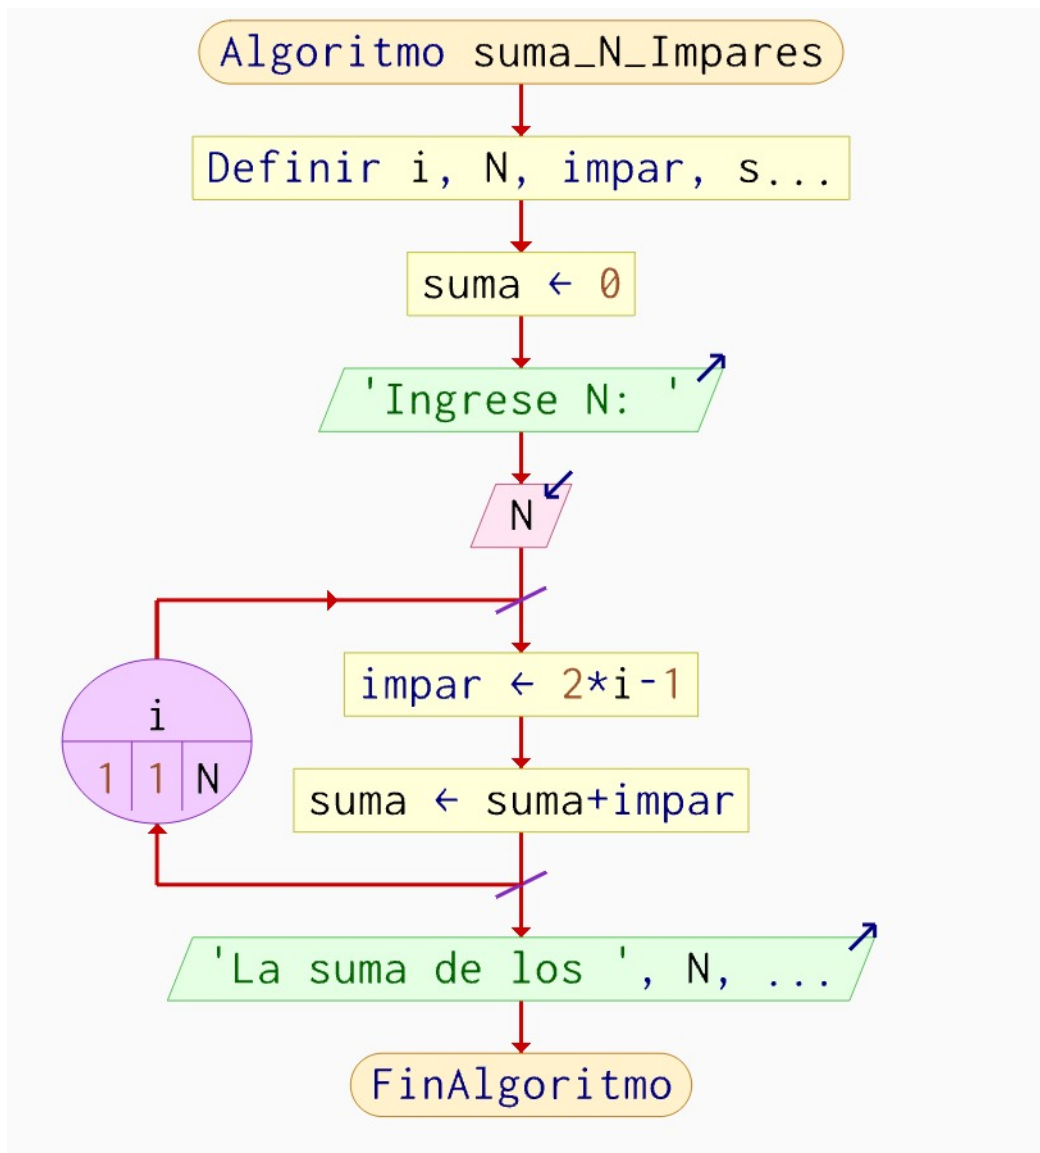 Algoritmo suma_N_Impares
Definir i, N, impar, s...
suma ← 0
'Ingrese N: '
N
impar ← 2*i-1
i
1 1 N
suma ← suma+impar
'La suma de los ', N, ...
FinAlgoritmo